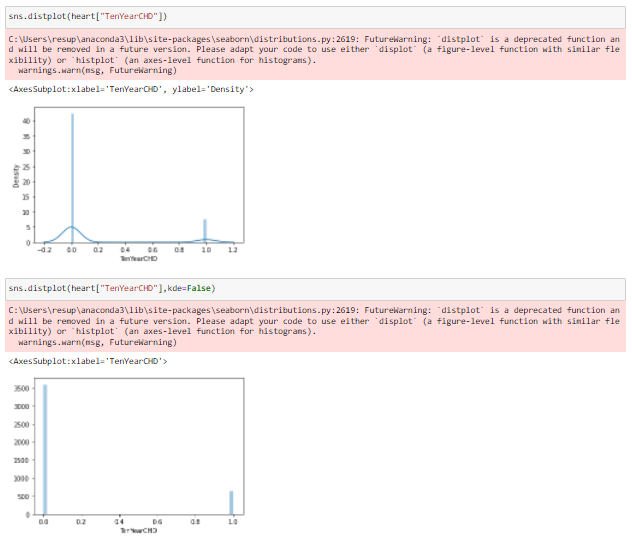 sns.distplot(heart["TenYearCHD"])
C:\Users\resup\anaconda3\lib\site-packages\seaborn\distributions.py:2619: FutureWarning: `distplot` is a deprecated function an
d will be removed in a future version. Please adapt your code to use either `displot` (a figure-level function with similar fle
xibility) or `histplot` (an axes-level function for histograms).
warnings.warn(msg, FutureWarning)
<AxesSubplot:xlabel='TenYearCHD', ylabel='Density'>
40
35
30
25
20
15
10
5
0
Density
-0.2 0.0 0.2 0.4 0.6 0.8 1.0 1.2
TenYearCHD
sns.distplot(heart["TenYearCHD"],kde=False)
C:\Users\resup\anaconda3\lib\site-packages\seaborn\distributions.py:2619: FutureWarning: `distplot` is a deprecated function an
d will be removed in a future version. Please adapt your code to use either `displot` (a figure-level function with similar fle
xibility) or `histplot` (an axes-level function for histograms).
warnings.warn(msg, FutureWarning)
<AxesSubplot:xlabel='TenYearCHD'>
3500
3000
2500
2000
1500
1000
500
0
0.0 0.2 0.4 0.6 0.8 1.0
TenYearCHD